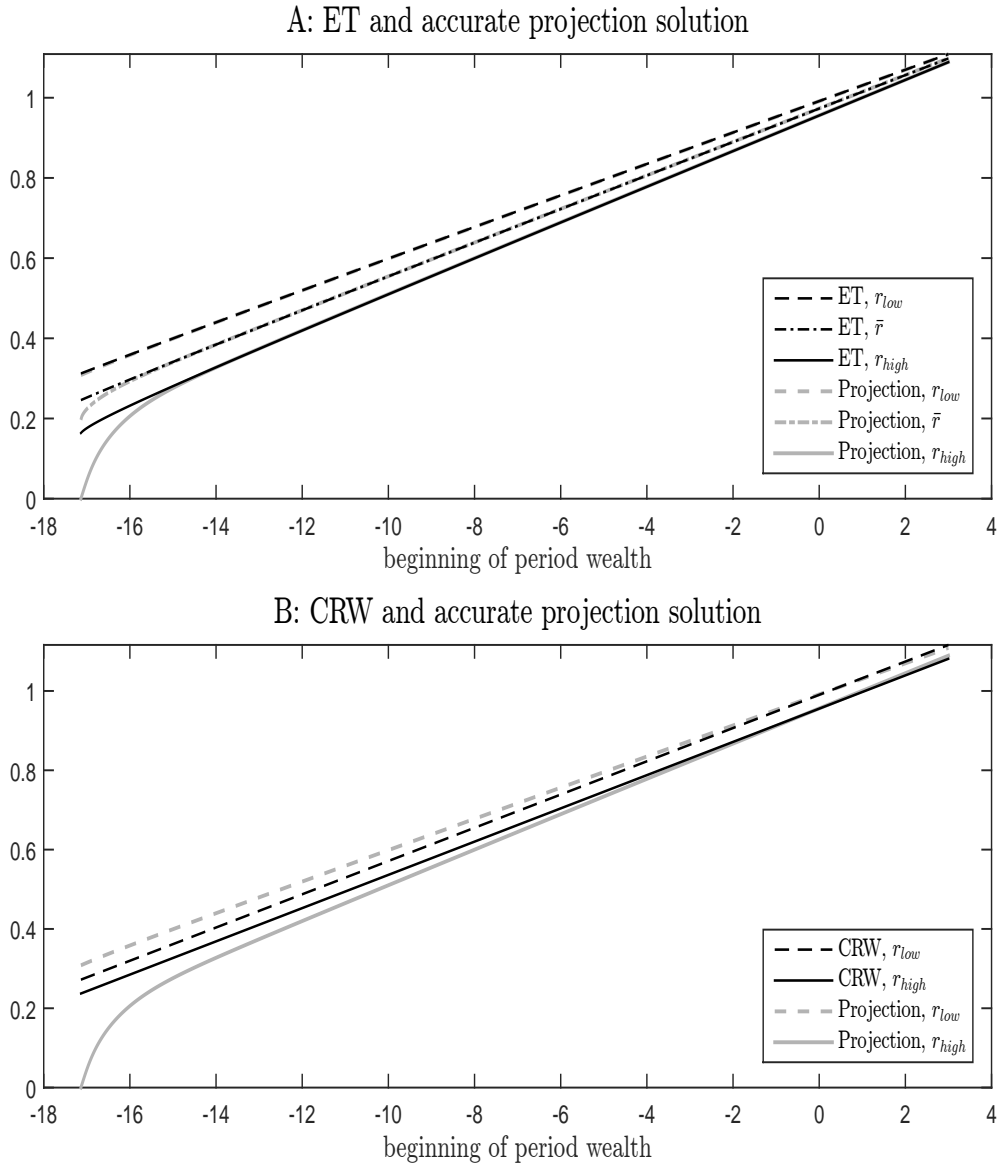 A: ET and accurate projection solution
1
0.8
0.6
0.4
0.2
0
ET, r_low
ET, r̄
ET, r_high
Projection, r_low
Projection, r̄
Projection, r_high
-18 -16 -14 -12 -10 -8 -6 -4 -2 0 2 4
beginning of period wealth
B: CRW and accurate projection solution
1
0.8
0.6
0.4
0.2
0
CRW, r_low
CRW, r_high
Projection, r_low
Projection, r_high
-18 -16 -14 -12 -10 -8 -6 -4 -2 0 2 4
beginning of period wealth